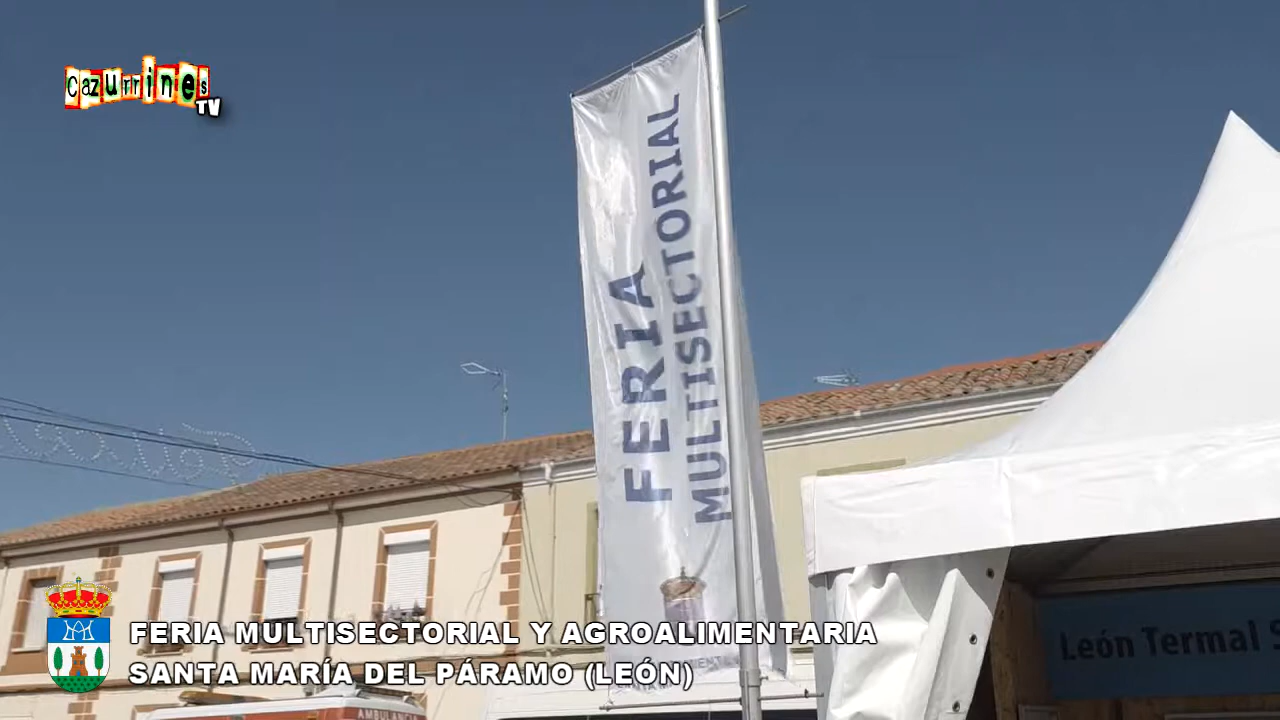 Cazurrines
TV
FERIA
MULTISECTORIAL
León Termal S
FERIA MULTISECTORIAL Y AGROALIMENTARIA
SANTA MARÍA DEL PÁRAMO (LEÓN)
AMBULANCIA